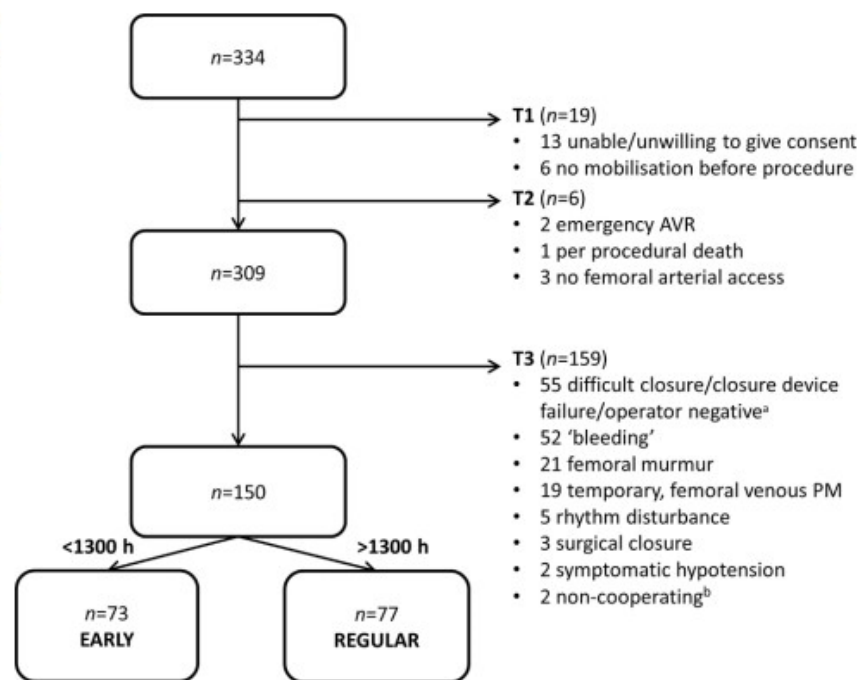 n=334
T1 (n=19)
• 13 unable/unwilling to give consent
• 6 no mobilisation before procedure
T2 (n=6)
• 2 emergency AVR
• 1 per procedural death
• 3 no femoral arterial access
n=309
T3 (n=159)
• 55 difficult closure/closure device
failure/operator negativeᵃ
• 52 ‘bleeding’
• 21 femoral murmur
• 19 temporary, femoral venous PM
• 5 rhythm disturbance
• 3 surgical closure
• 2 symptomatic hypotension
• 2 non-cooperatingᵇ
n=150
<1300 h
>1300 h
n=73
EARLY
n=77
REGULAR